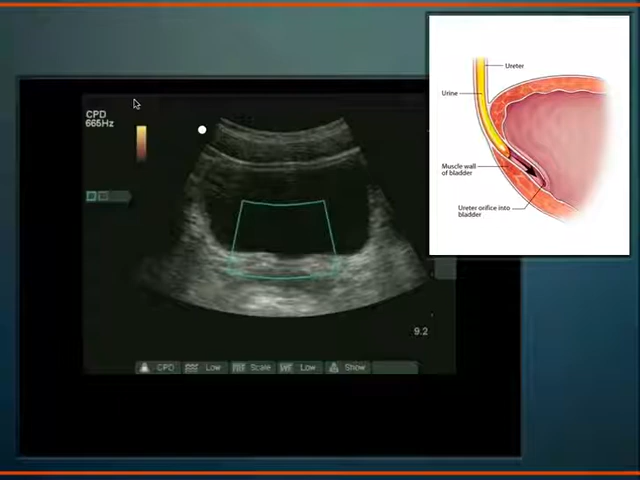 CPD
665Hz
9.2
CPD Low Scale Low Show
Ureter
Urine
Muscle wall
of bladder
Ureter orifice into
bladder